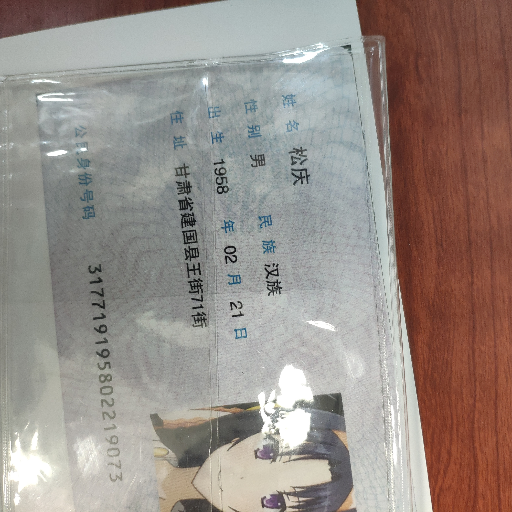 姓名 松庆
性别 男 民族 汉族
出生 1958 年 02 月 21 日
住址 甘肃省建国县王街71街
公民身份号码 317719195802219073